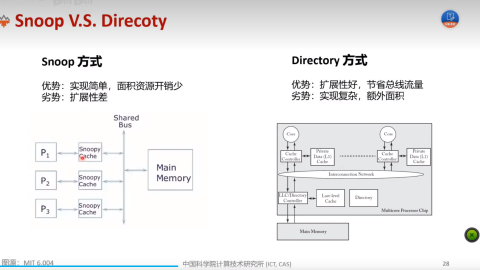 Snoop V.S. Direcoty
Snoop 方式
优势：实现简单，面积资源开销少
劣势：扩展性差
Directory 方式
优势：扩展性好，节省总线流量
劣势：实现复杂，额外面积
Shared
Bus
P1
Snoopy
Cache
P2
Snoopy
Cache
P3
Snoopy
Cache
Main
Memory
Core
Core
Cache
Controller
Private
Data (L1)
Cache
Cache
Controller
Private
Data (L1)
Cache
Interconnection Network
LLC/Directory
Controller
Last-level
Cache
Directory
Multicore Processor Chip
Main Memory
图源：MIT 6.004
中国科学院计算技术研究所 (ICT, CAS)
28